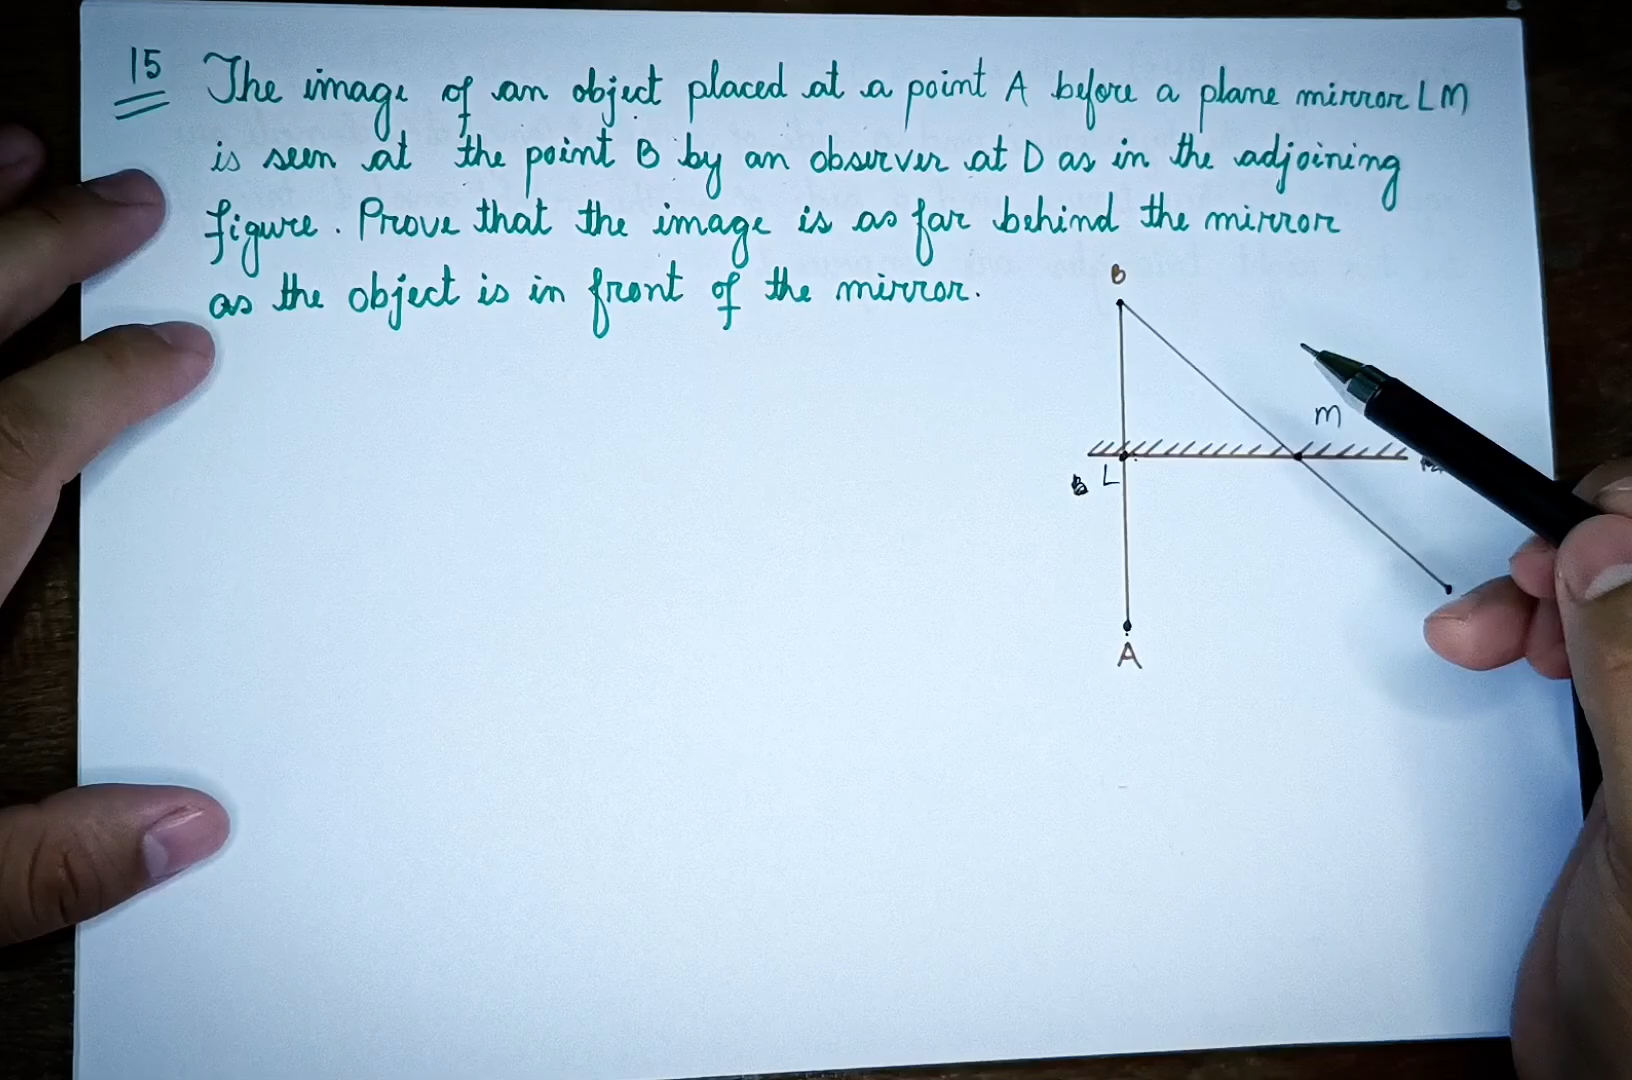 15 The image of an object placed at a point A before a plane mirror LM
is seen at the point B by an observer at D as in the adjoining
figure. Prove that the image is as far behind the mirror
as the object is in front of the mirror.
B
M
L
A